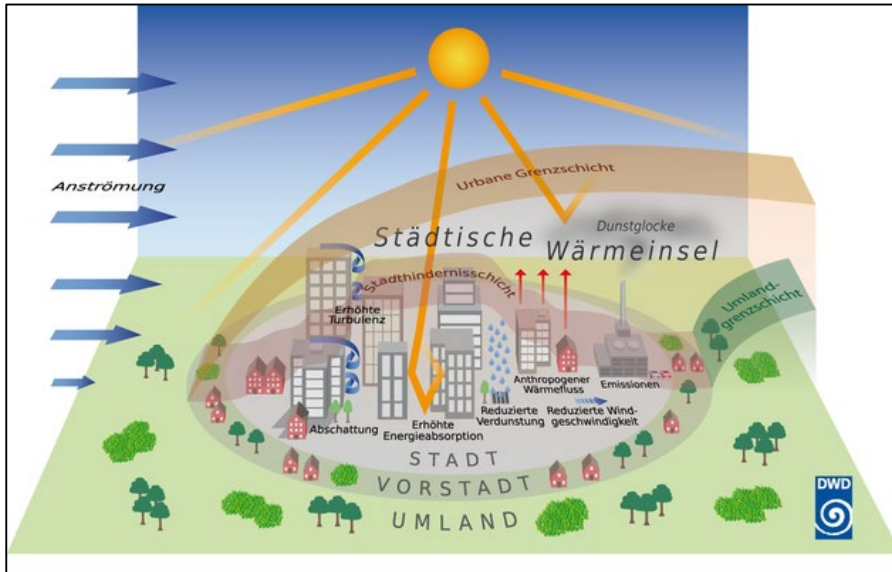 Anströmung
Urbane Grenzschicht
Städtische
Dunstglocke
Wärmeinsel
Stadthindernisschicht
Umland-
grenzschicht
Erhöhte
Turbulenz
Abschattung
Erhöhte
Energieabsorption
Reduzierte
Verdunstung
Anthropogener
Wärmefluss
Reduzierte Wind-
geschwindigkeit
Emissionen
STADT
VORSTADT
UMLAND
DWD